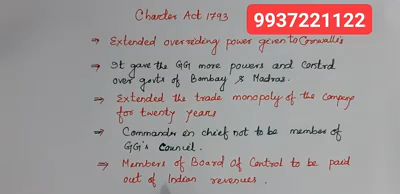 Charter Act 1793
9937221122
⇒ Extended overriding power given to Cornwallis
⇒ It gave the GG more powers and control
over govts of Bombay & Madras.
⇒ Extended the trade monopoly of the company
for twenty years
⇒ Commander in chief not to be member of
GG's Council.
⇒ Members of Board Of Control to be paid
out of Indian revenues.